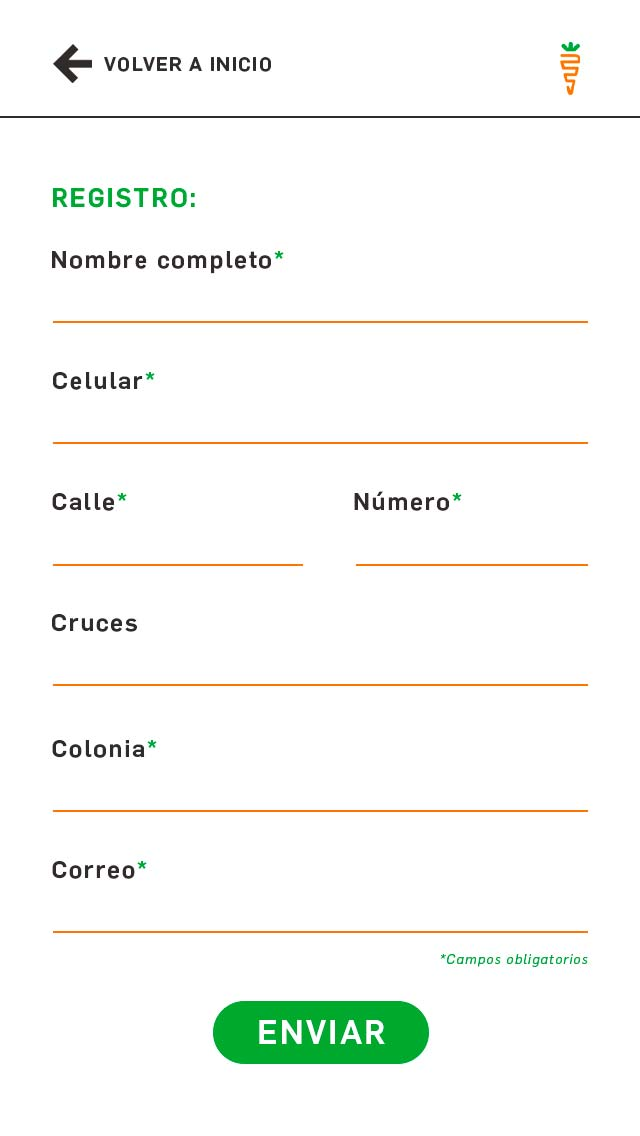 VOLVER A INICIO
REGISTRO:
Nombre completo*
Celular*
Calle* Número*
Cruces
Colonia*
Correo*
*Campos obligatorios
ENVIAR